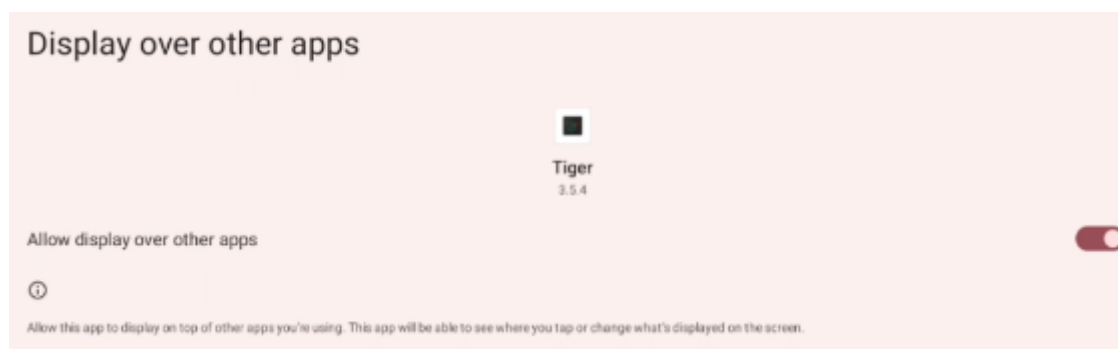 Display over other apps
Tiger
3.5.4
Allow display over other apps
Allow this app to display on top of other apps you're using. This app will be able to see where you tap or change what's displayed on the screen.